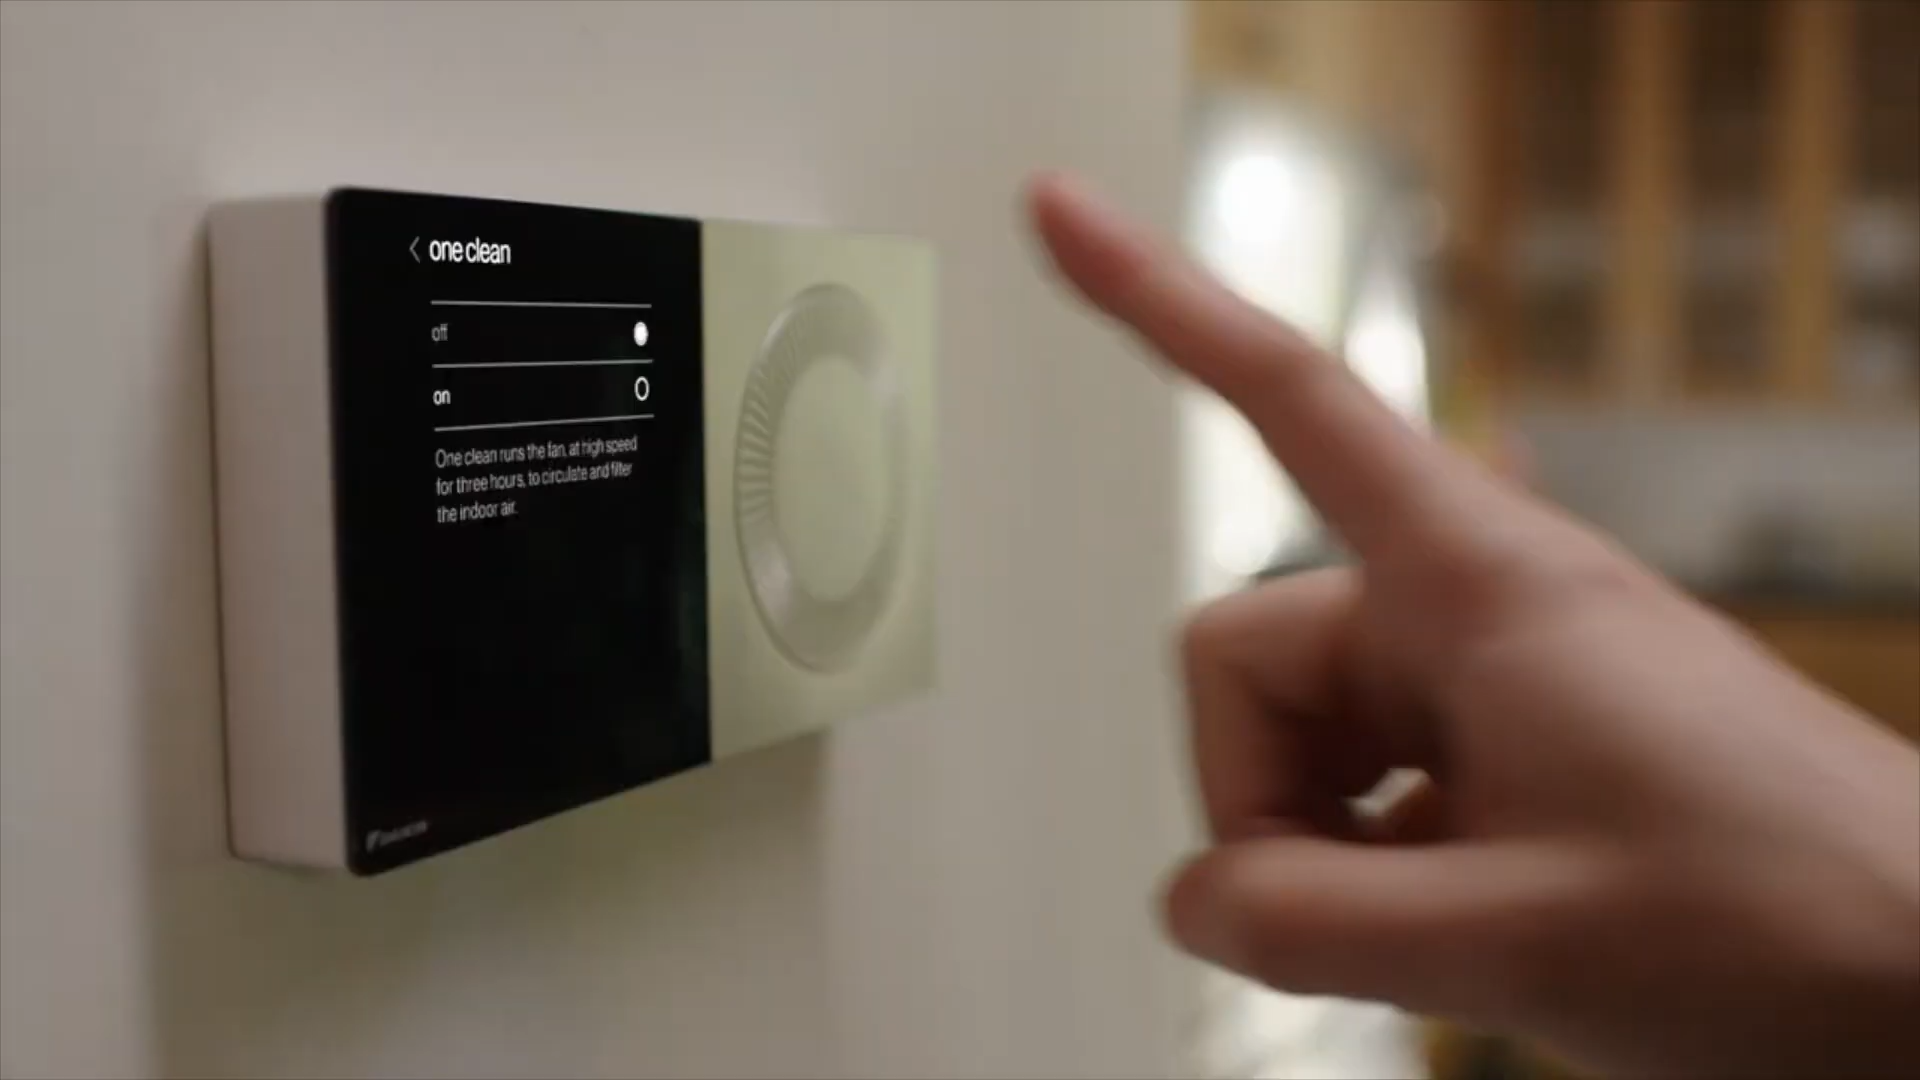 one clean
off
on
One clean runs the fan, at high speed
for three hours, to circulate and filter
the indoor air.